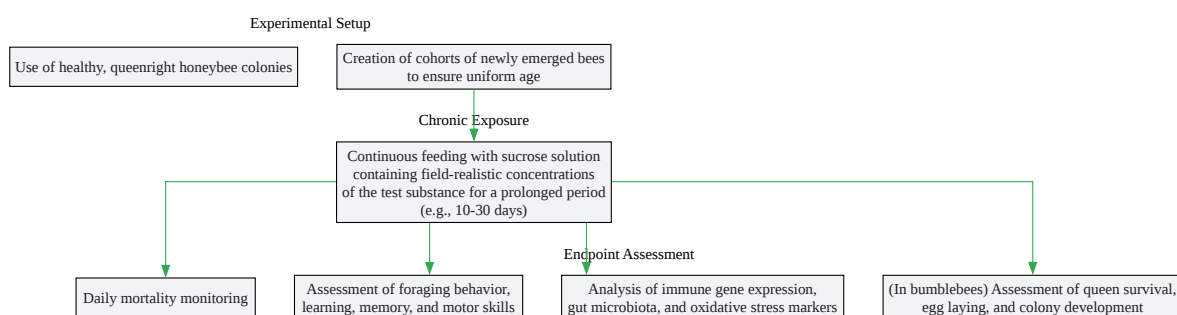 Experimental Setup
Use of healthy, queenright honeybee colonies
Creation of cohorts of newly emerged bees
to ensure uniform age
Chronic Exposure
Continuous feeding with sucrose solution
containing field-realistic concentrations
of the test substance for a prolonged period
(e.g., 10-30 days)
Endpoint Assessment
Daily mortality monitoring
Assessment of foraging behavior,
learning, memory, and motor skills
Analysis of immune gene expression,
gut microbiota, and oxidative stress markers
(In bumblebees) Assessment of queen survival,
egg laying, and colony development